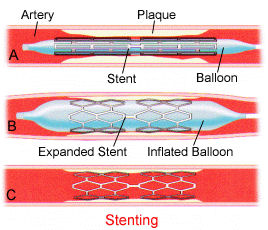 Artery Plaque
A
Stent Balloon
B
Expanded Stent Inflated Balloon
C
Stenting